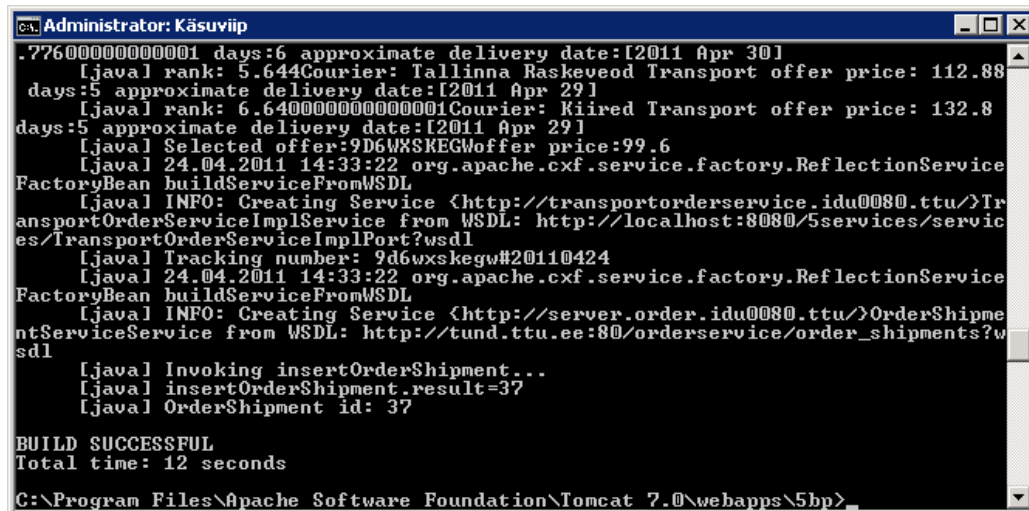 Administrator: Käsuviip
.77600000000001 days:6 approximate delivery date:[2011 Apr 30]
[java] rank: 5.644Courier: Tallinna Raskeveod Transport offer price: 112.88
days:5 approximate delivery date:[2011 Apr 29]
[java] rank: 6.640000000000001Courier: Kiired Transport offer price: 132.8
days:5 approximate delivery date:[2011 Apr 29]
[java] Selected offer:9D6WXSKEGWoffer price:99.6
[java] 24.04.2011 14:33:22 org.apache.cxf.service.factory.ReflectionService
FactoryBean buildServiceFromWSDL
[java] INFO: Creating Service {http://transportorderservice.idu0080.ttu/}Tr
ansportOrderServiceImplService from WSDL: http://localhost:8080/5services/servic
es/TransportOrderServiceImplPort?wsdl
[java] Tracking number: 9d6wxskegw#20110424
[java] 24.04.2011 14:33:22 org.apache.cxf.service.factory.ReflectionService
FactoryBean buildServiceFromWSDL
[java] INFO: Creating Service {http://server.order.idu0080.ttu/}OrderShipme
ntServiceService from WSDL: http://tund.ttu.ee:80/orderservice/order_shipments?w
sdl
[java] Invoking insertOrderShipment...
[java] insertOrderShipment.result=37
[java] OrderShipment id: 37
BUILD SUCCESSFUL
Total time: 12 seconds
C:\Program Files\Apache Software Foundation\Tomcat 7.0\webapps\5bp>_